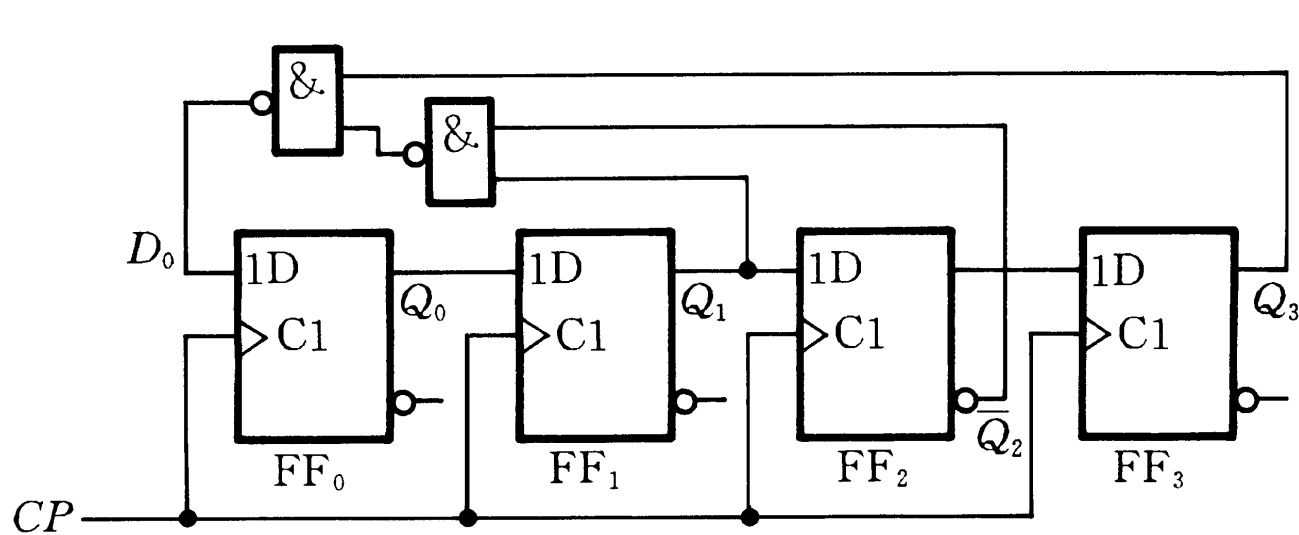 &
&
D₀ 1D 1D 1D 1D
Q₀ Q₁ Q₃
C1 C1 C1 C1
Q̅₂
FF₀ FF₁ FF₂ FF₃
CP